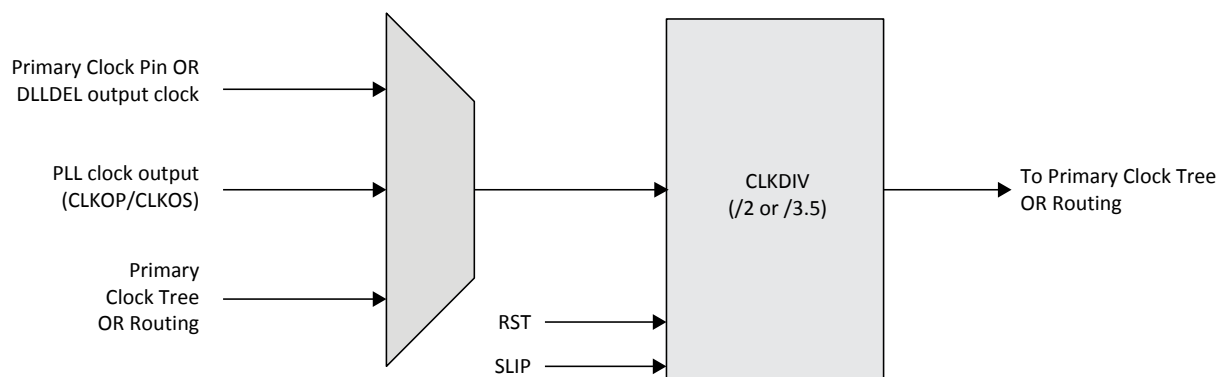 Primary Clock Pin OR
DLLDEL output clock
PLL clock output
(CLKOP/CLKOS)
Primary
Clock Tree
OR Routing
RST
SLIP
CLKDIV
(/2 or /3.5)
To Primary Clock Tree
OR Routing